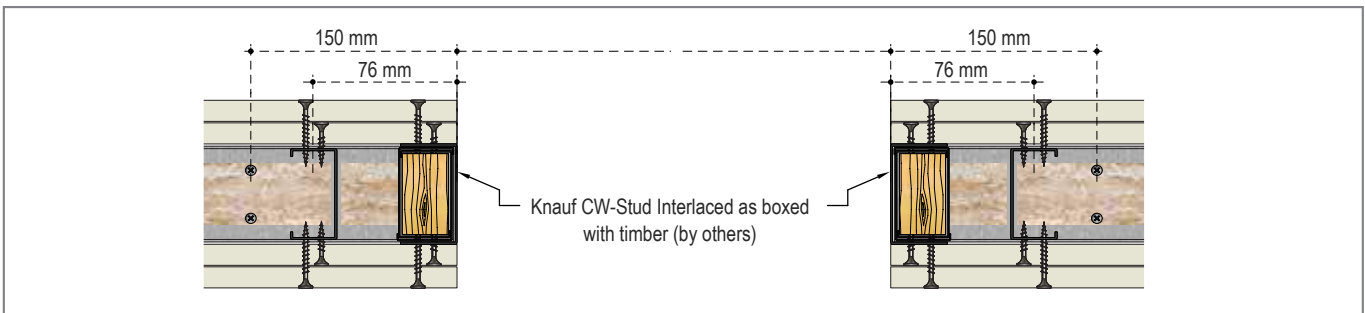 150 mm
150 mm
76 mm
76 mm
Knauf CW-Stud Interlaced as boxed
with timber (by others)